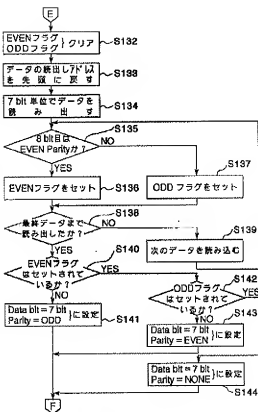 E
EVENフラグ
ODDフラグ
}クリア
S132
データの読出しアドレス
を先頭に戻す
S133
7 bit 単位でデータを
読み出す
S134
S135
8 bit目は
EVEN Parityか?
NO
YES
S137
EVENフラグをセット
S136
ODDフラグをセット
S138
最終データまで
読み出したか?
NO
S139
YES
S140
次のデータを読み込む
EVENフラグ
はセットされて
いるか?
YES
S142
ODDフラグ
はセットされて
いるか?
YES
NO
NO
S143
Data bit = 7 bit
Parity = ODD
}に設定
S141
Data bit = 7 bit
Parity = EVEN
}に設定
Data bit = 7 bit
Parity = NONE
}に設定
S144
F